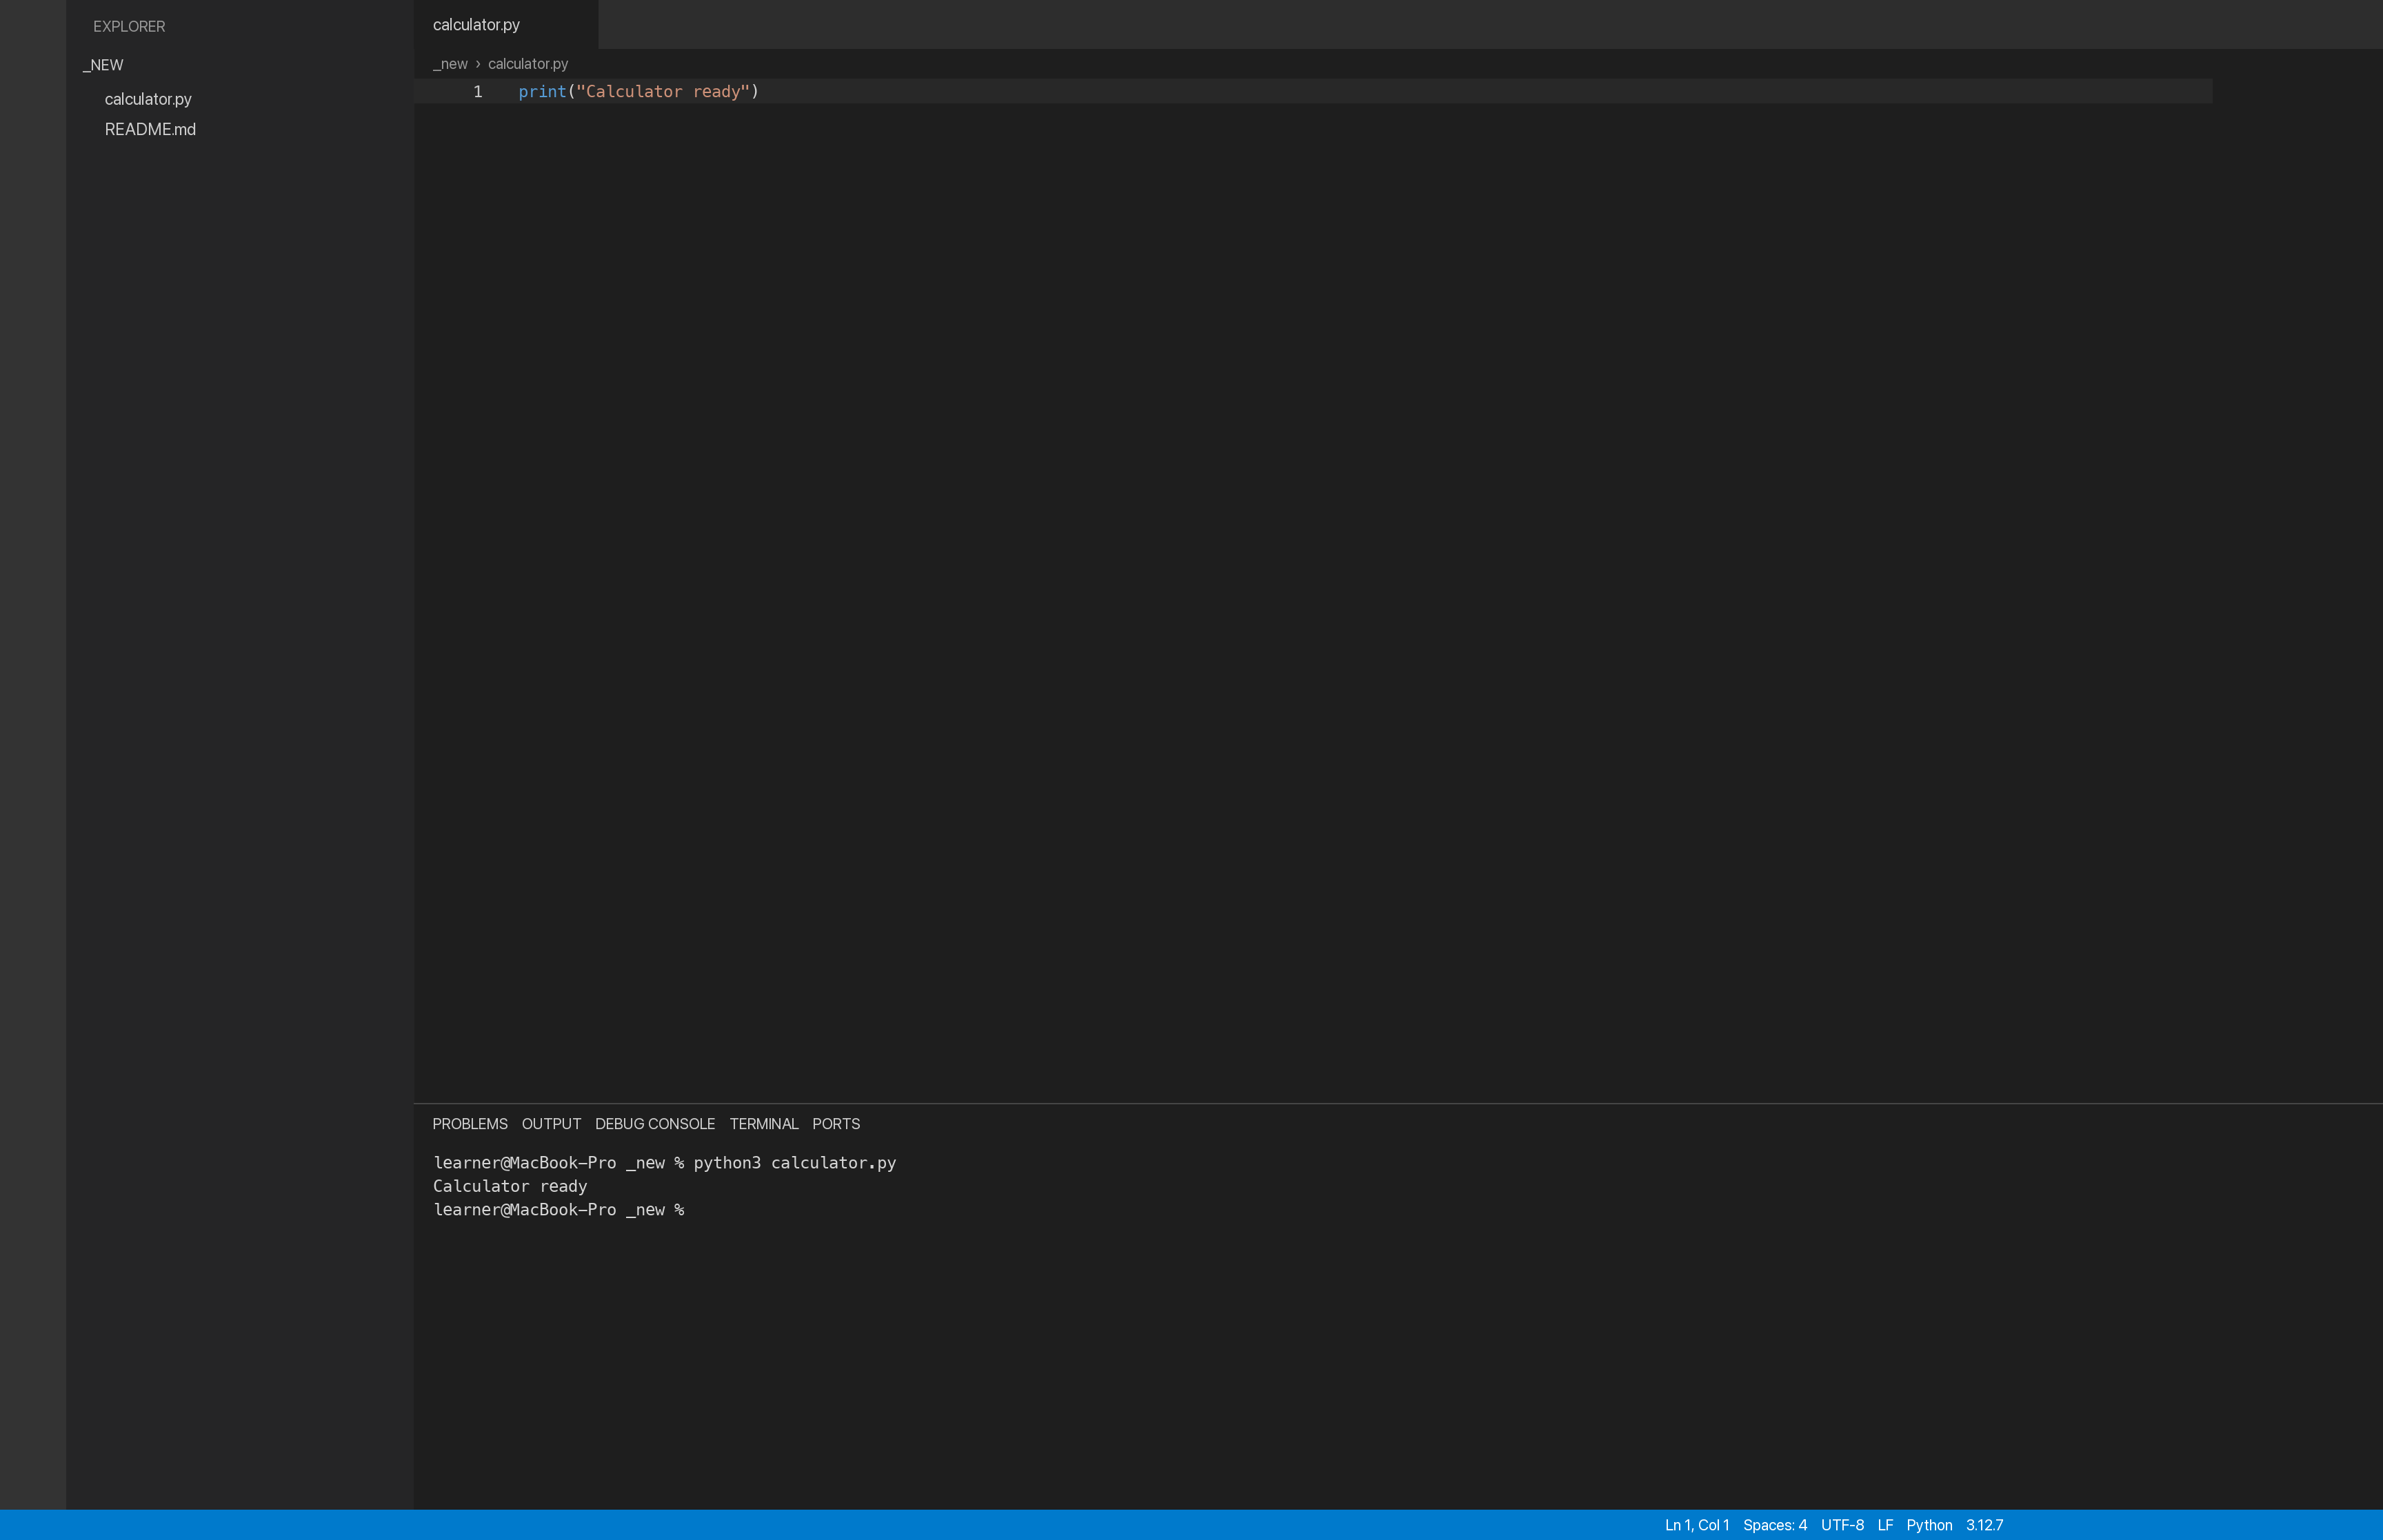 EXPLORER
_NEW
calculator.py
README.md
calculator.py
_new › calculator.py
1 print("Calculator ready")
PROBLEMS OUTPUT DEBUG CONSOLE TERMINAL PORTS
learner@MacBook-Pro _new % python3 calculator.py
Calculator ready
learner@MacBook-Pro _new %
Ln 1, Col 1 Spaces: 4 UTF-8 LF Python 3.12.7